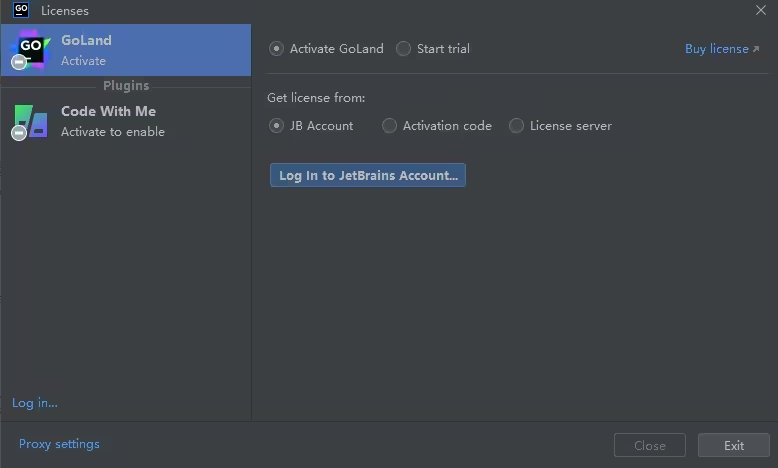 GO Licenses
GO GoLand
Activate
Plugins
Code With Me
Activate to enable
Log in...
Activate GoLand Start trial Buy license
Get license from:
JB Account Activation code License server
Log In to JetBrains Account...
Proxy settings Close Exit